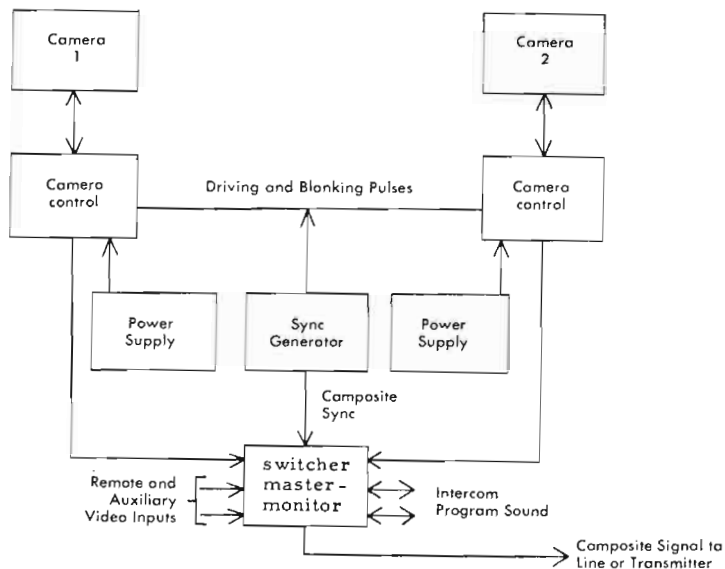 Camera
1
Camera
2
Camera
control
Driving and Blanking Pulses
Camera
control
Power
Supply
Sync
Generator
Power
Supply
Composite
Sync
switcher
master-
monitor
Remote and
Auxiliary
Video Inputs
Intercom
Program Sound
Composite Signal to
Line or Transmitter